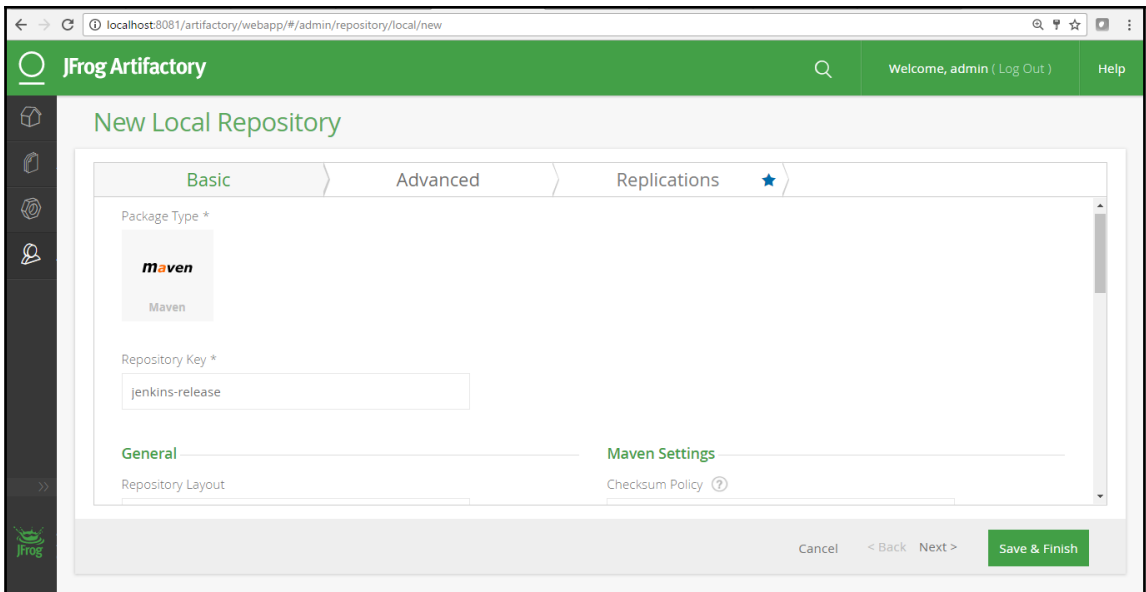 localhost:8081/artifactory/webapp/#/admin/repository/local/new
JFrog Artifactory
Welcome, admin ( Log Out )
Help
New Local Repository
Basic
Advanced
Replications
Package Type *
maven
Maven
Repository Key *
jenkins-release
General
Maven Settings
Repository Layout
Checksum Policy ?
JFrog
Cancel
< Back
Next >
Save & Finish